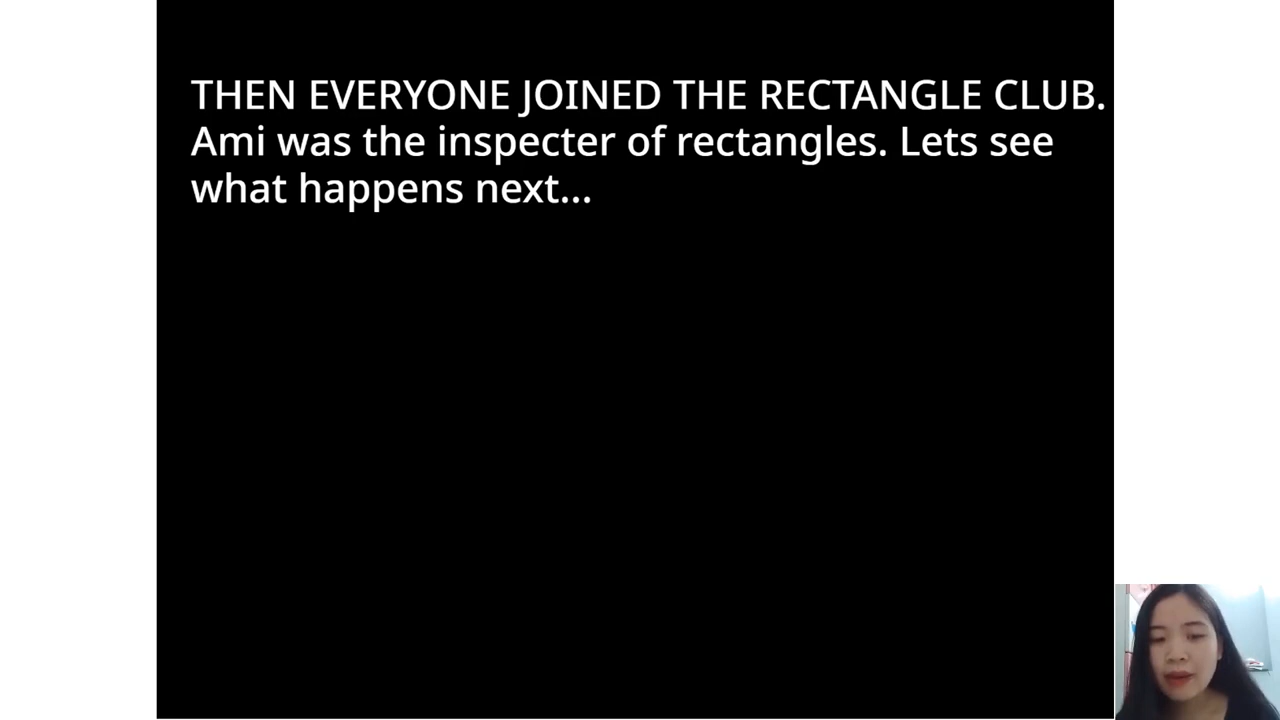 THEN EVERYONE JOINED THE RECTANGLE CLUB.
Ami was the inspecter of rectangles. Lets see
what happens next...